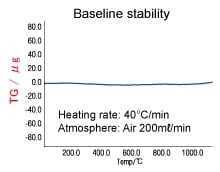 Baseline stability
TG / μg
80.0
60.0
40.0
20.0
0.0
-20.0
-40.0
-60.0
-80.0
Heating rate: 40°C/min
Atmosphere: Air 200mℓ/min
200.0 400.0 600.0 800.0 1000.0
Temp/°C